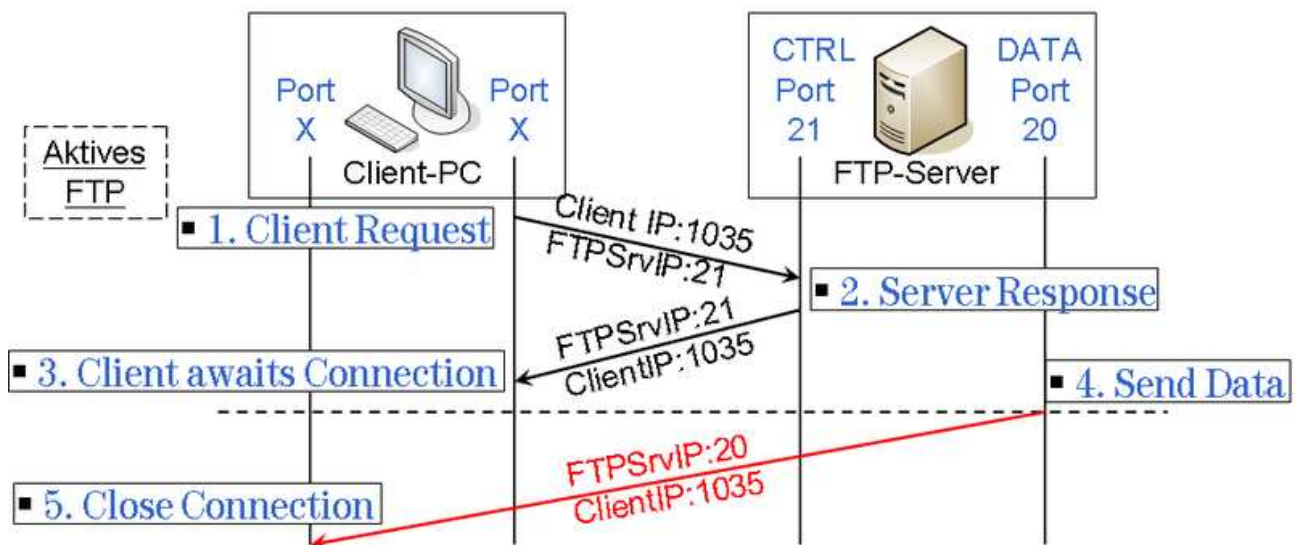 CTRL
Port
21
DATA
Port
20
Port
X
Port
X
Client-PC
FTP-Server
Aktives
FTP
▪ 1. Client Request
Client IP:1035
FTPSrvIP:21
▪ 2. Server Response
FTPSrvIP:21
ClientIP:1035
▪ 3. Client awaits Connection
▪ 4. Send Data
FTPSrvIP:20
ClientIP:1035
▪ 5. Close Connection